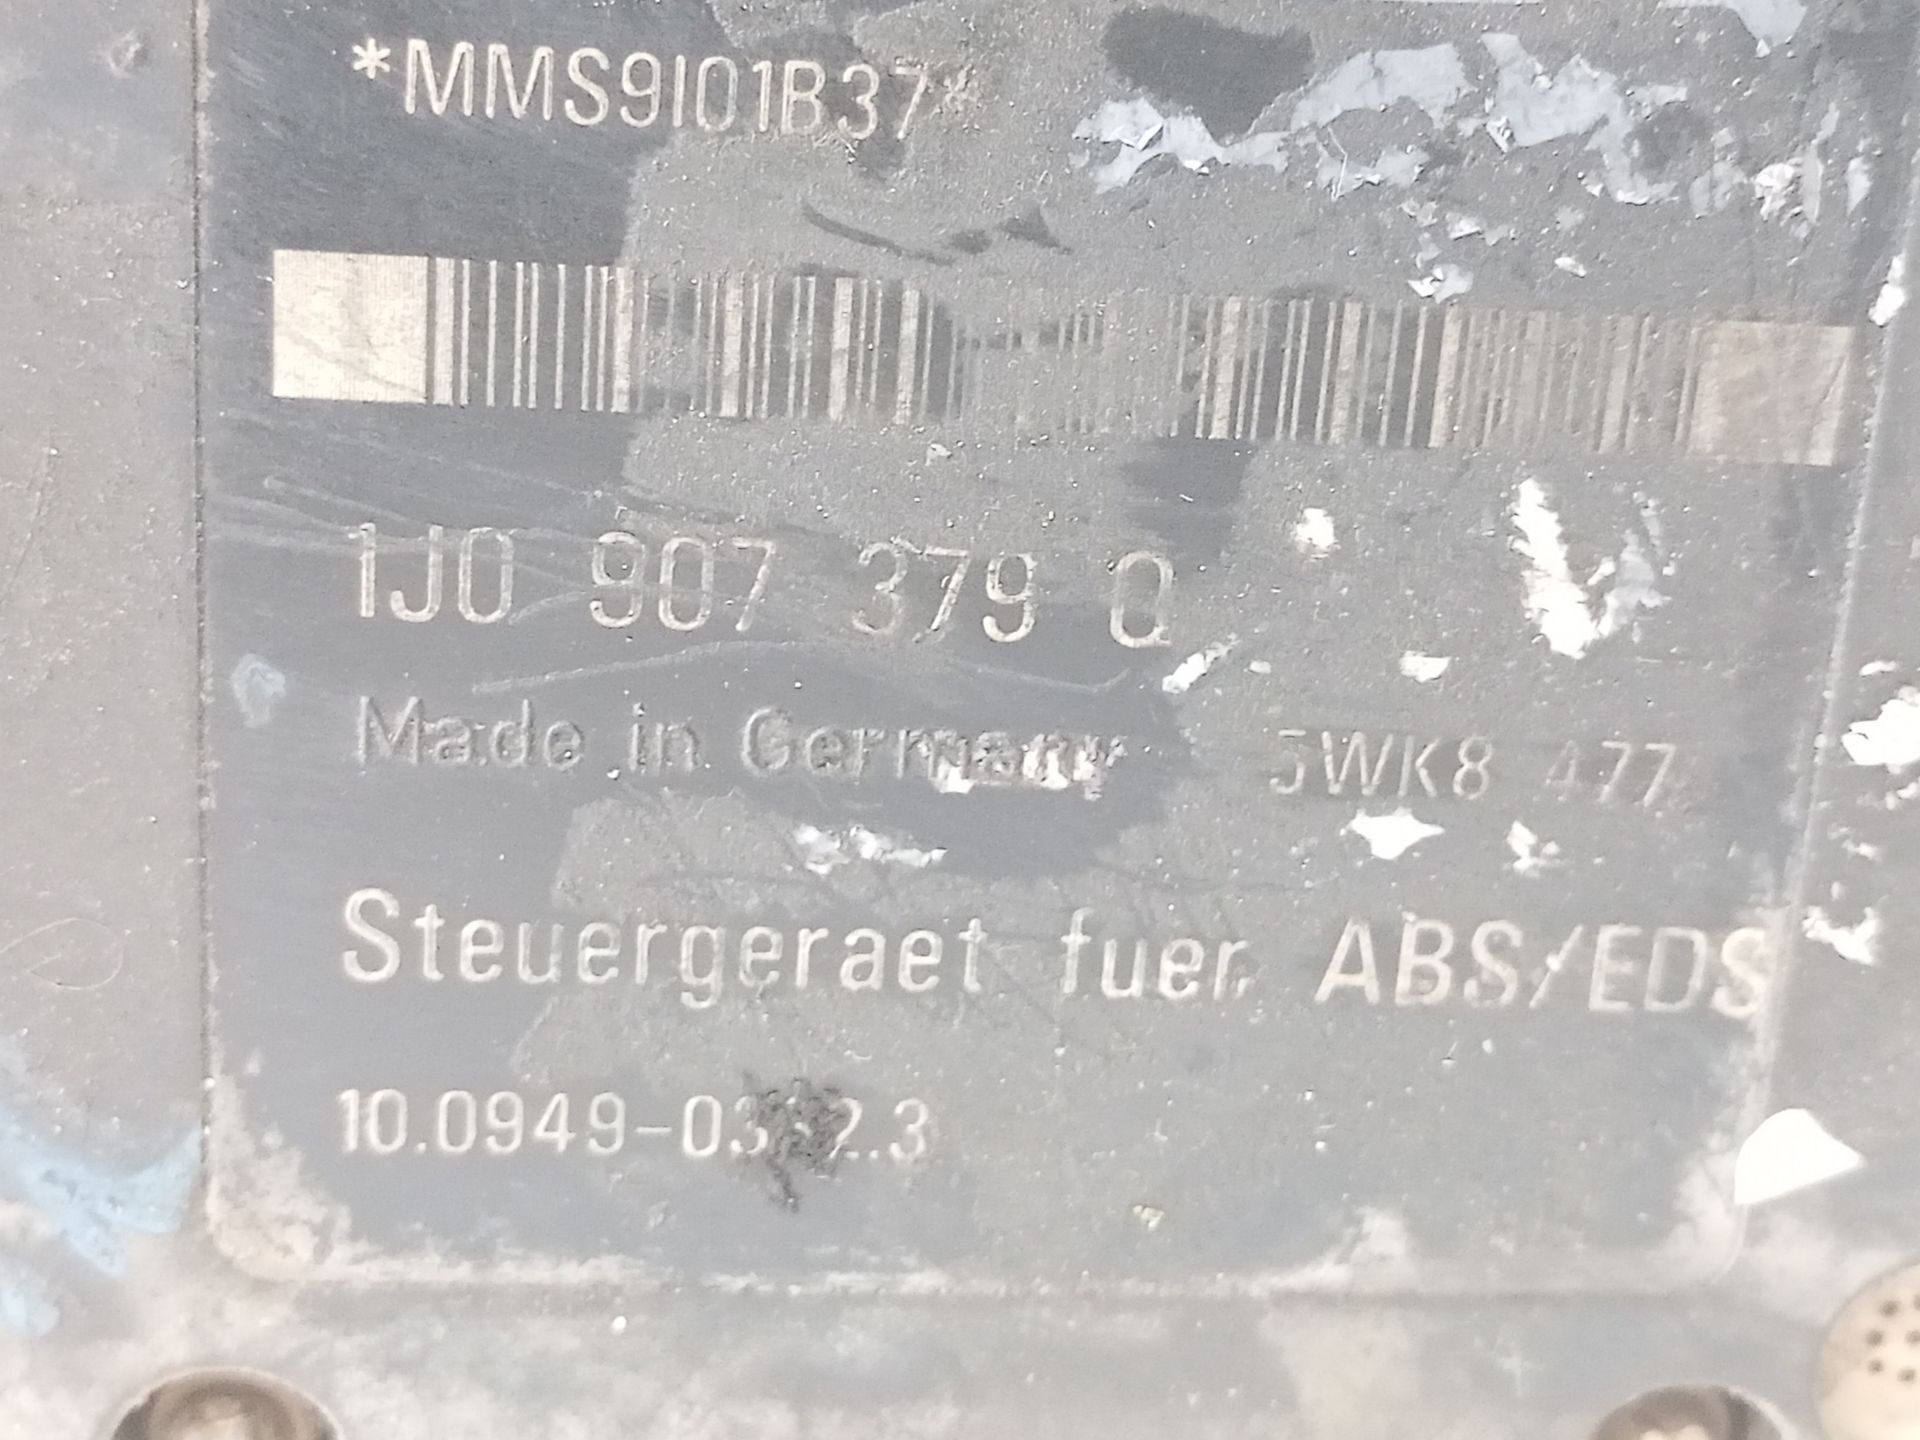 *MMS9I01B37*
1J0 907 379 Q
Made in Germany 5WK8 477
Steuergeraet fuer ABS/EDS